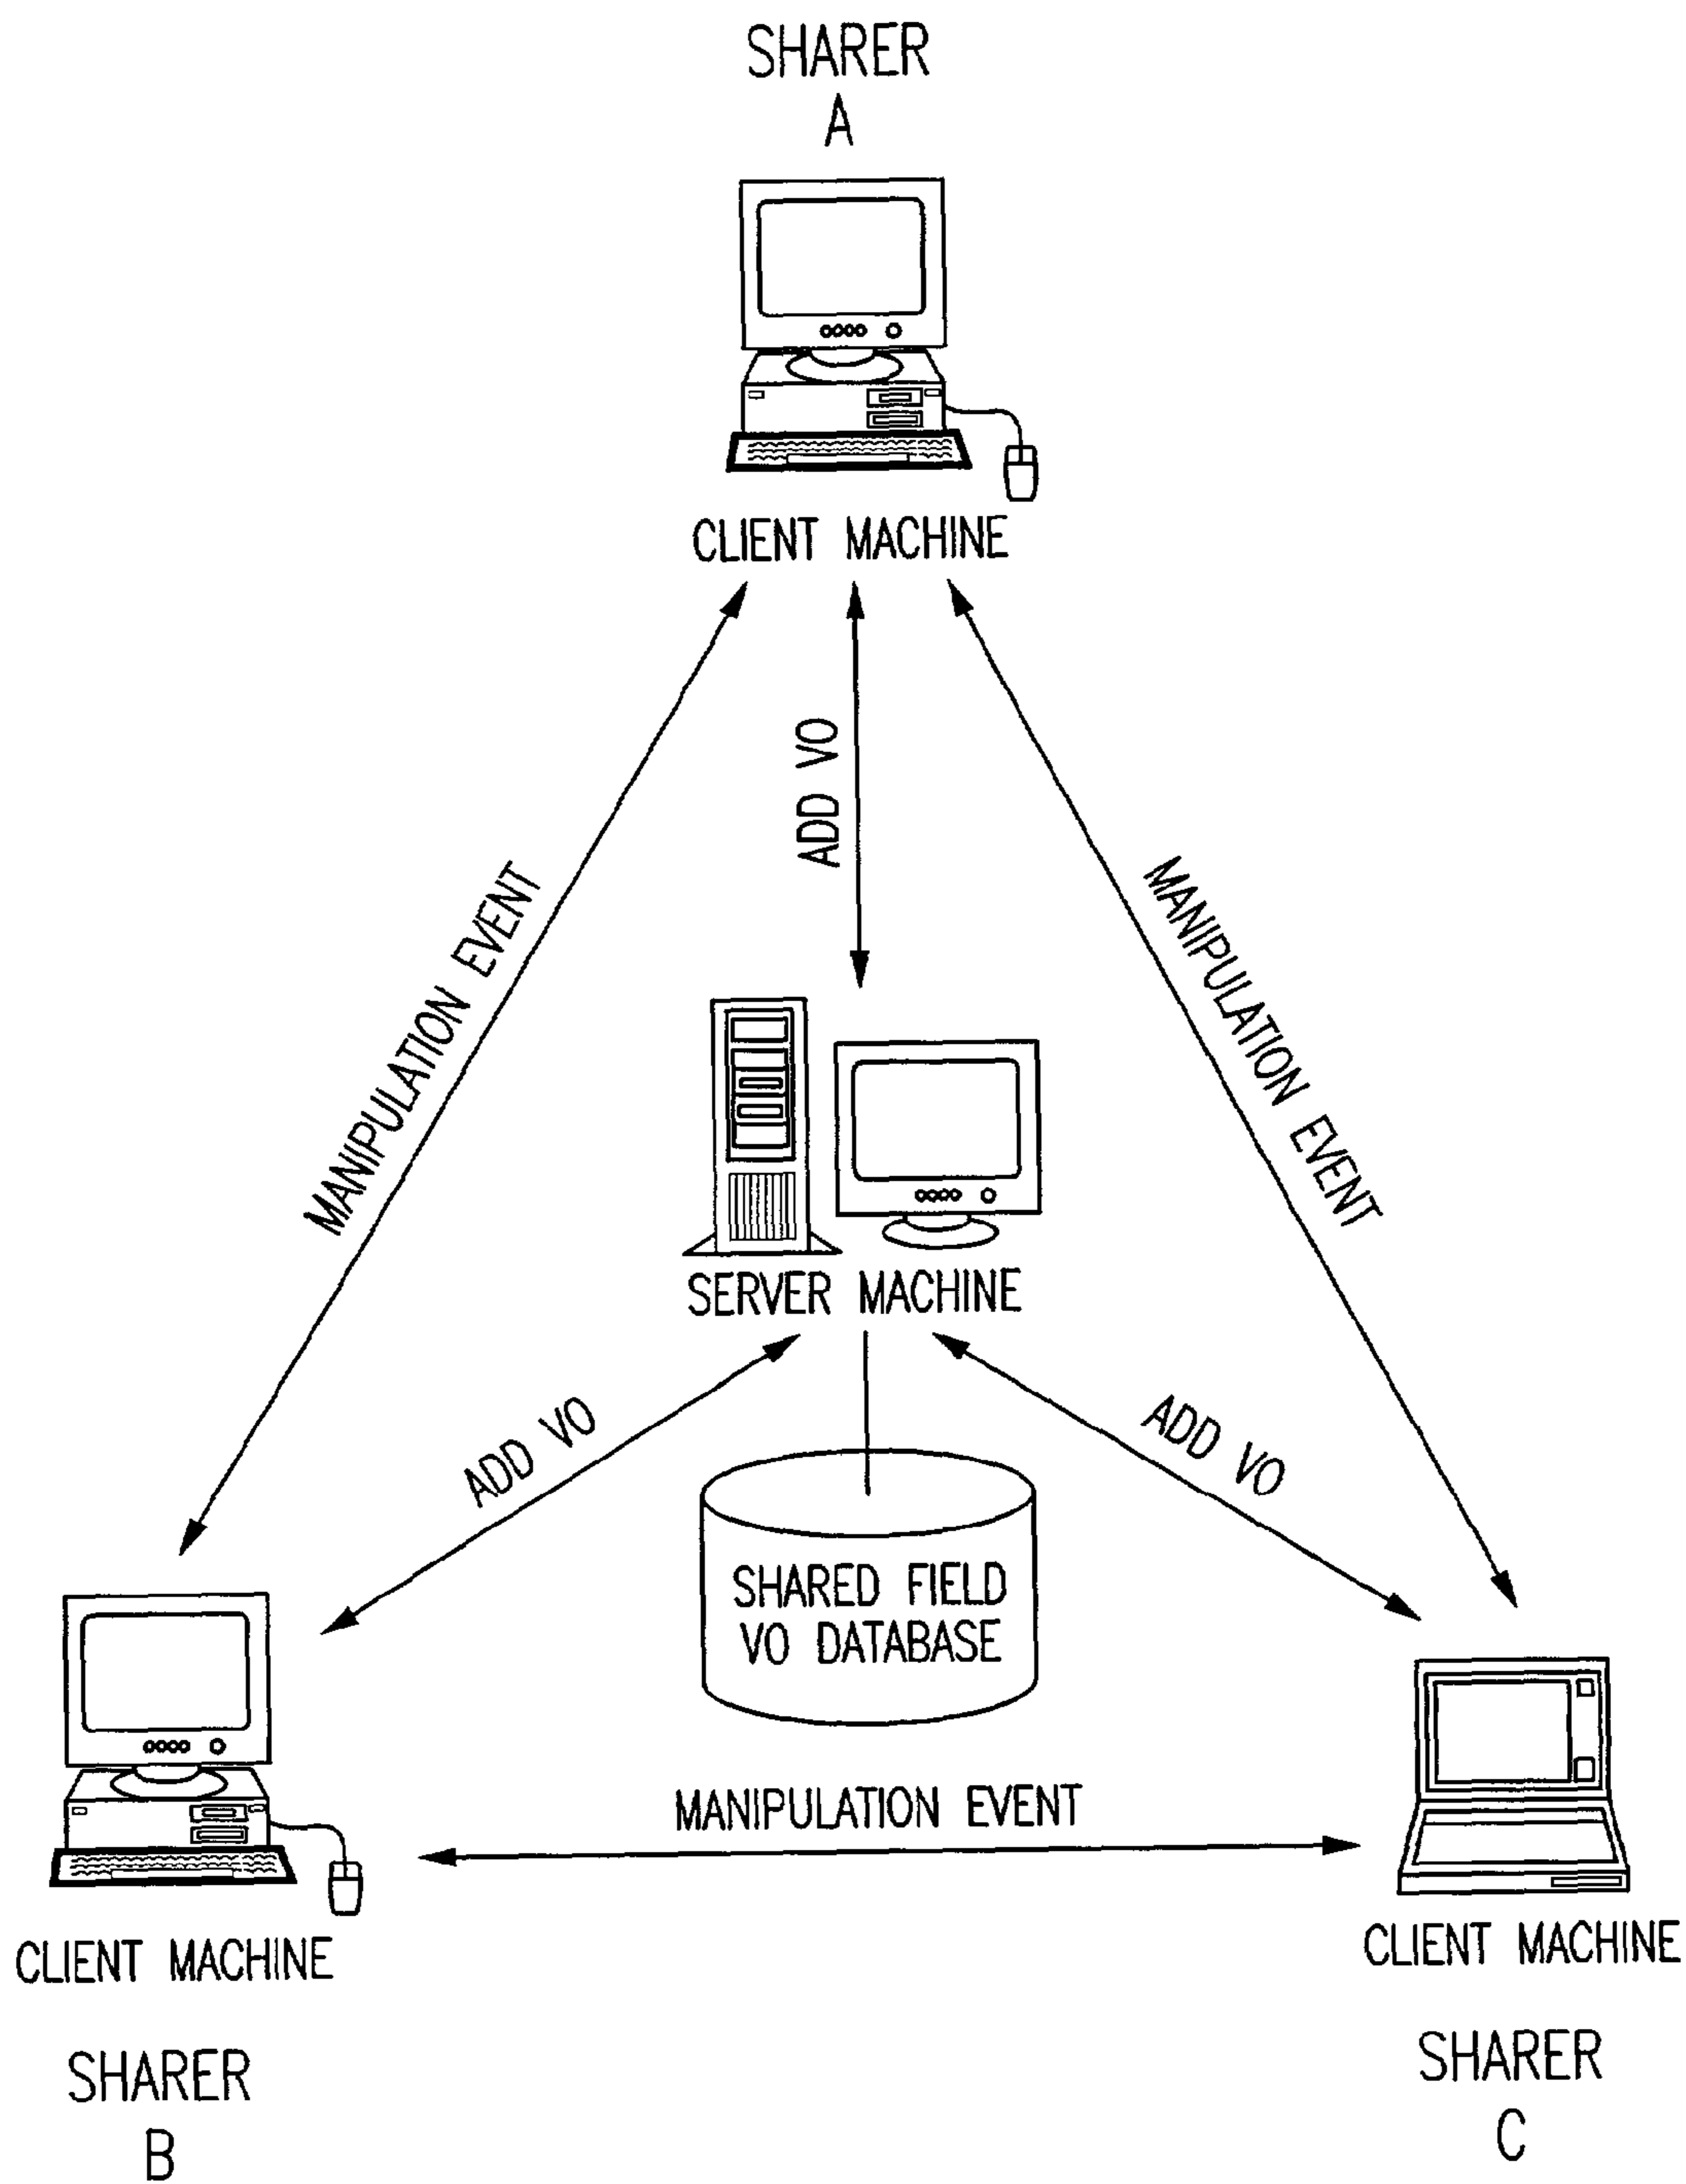 SHARER
A
CLIENT MACHINE
ADD VO
MANIPULATION EVENT
MANIPULATION EVENT
SERVER MACHINE
ADD VO
ADD VO
SHARED FIELD
VO DATABASE
MANIPULATION EVENT
CLIENT MACHINE
SHARER
B
CLIENT MACHINE
SHARER
C